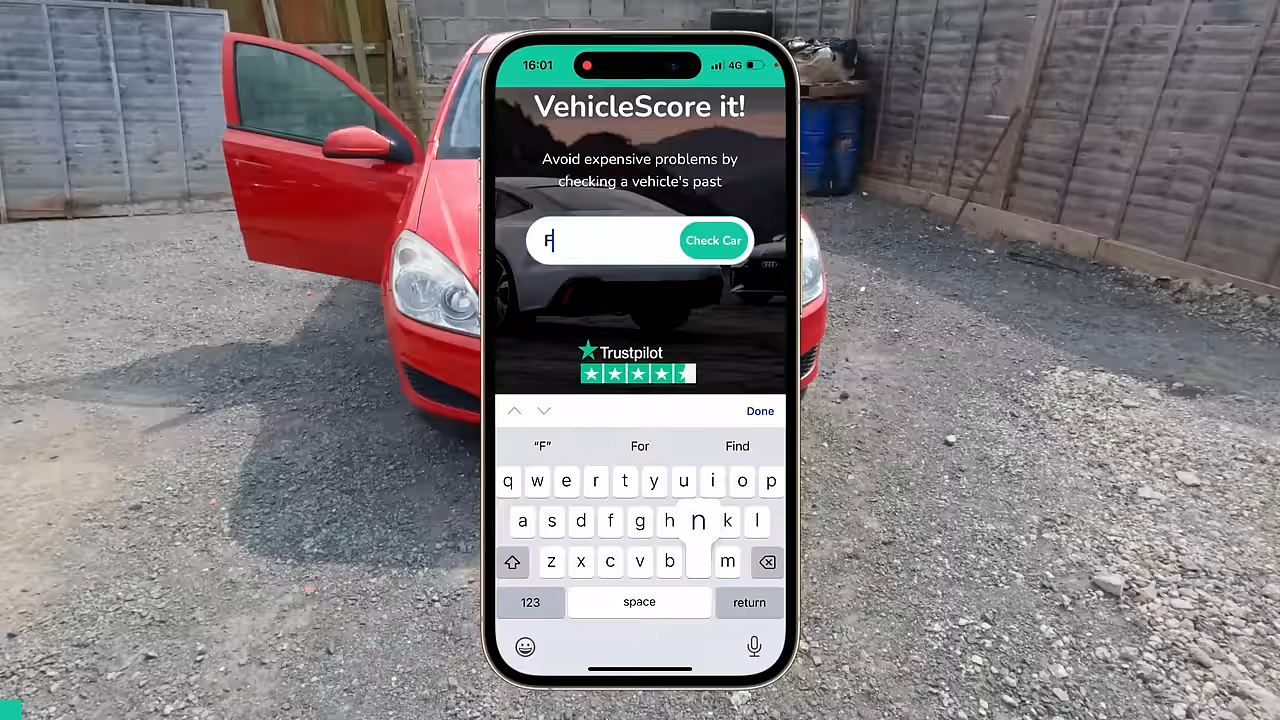 16:01
4G
VehicleScore it!
Avoid expensive problems by
checking a vehicle's past
F
Check Car
Trustpilot
Done
“F”
For
Find
q w e r t y u i o p
a s d f g h n k l
z x c v b m
123
space
return